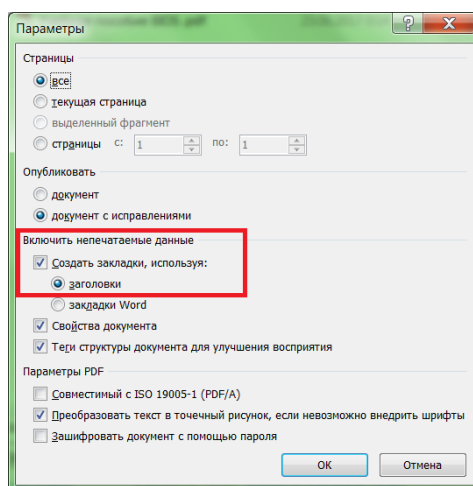 Параметры
Страницы
все
текущая страница
выделенный фрагмент
страницы с: 1 по: 1
Опубликовать
документ
документ с исправлениями
Включить непечатаемые данные
Создать закладки, используя:
заголовки
закладки Word
Свойства документа
Теги структуры документа для улучшения восприятия
Параметры PDF
Совместимый с ISO 19005-1 (PDF/A)
Преобразовать текст в точечный рисунок, если невозможно внедрить шрифты
Зашифровать документ с помощью пароля
ОК Отмена